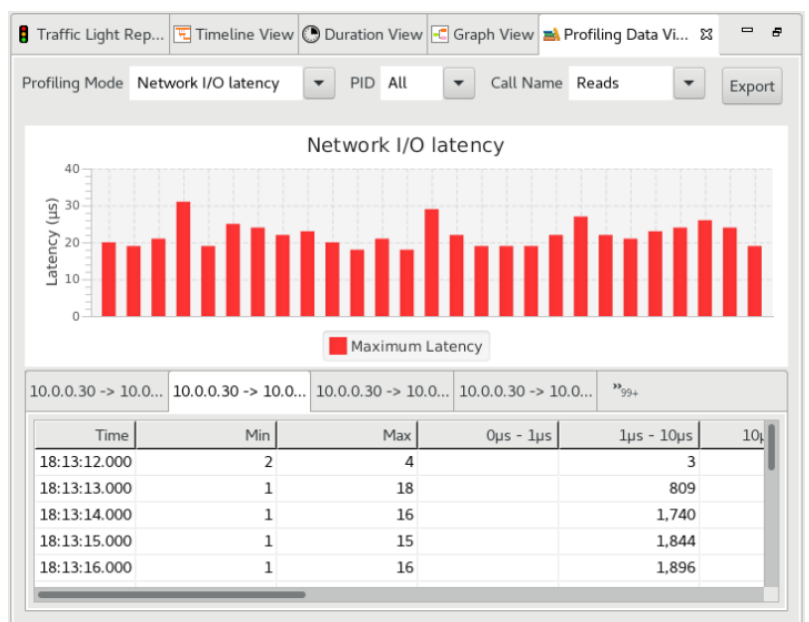 Traffic Light Rep... Timeline View Duration View Graph View Profiling Data Vi...
Profiling Mode Network I/O latency PID All Call Name Reads Export
Network I/O latency
40
30
20
10
0
Latency (µs)
Maximum Latency
10.0.0.30 -> 10.0... 10.0.0.30 -> 10.0... 10.0.0.30 -> 10.0... 10.0.0.30 -> 10.0... »99+
Time Min Max 0µs - 1µs 1µs - 10µs 10µ
18:13:12.000 2 4 3
18:13:13.000 1 18 809
18:13:14.000 1 16 1,740
18:13:15.000 1 15 1,844
18:13:16.000 1 16 1,896